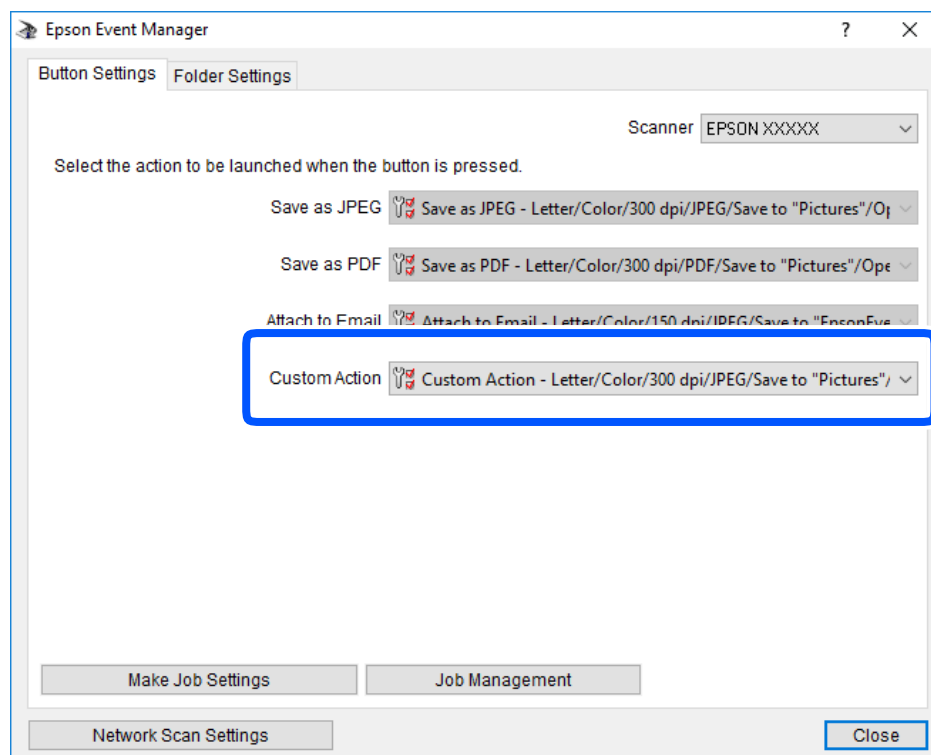 Epson Event Manager
Button Settings Folder Settings
Scanner EPSON XXXXX
Select the action to be launched when the button is pressed.
Save as JPEG Save as JPEG - Letter/Color/300 dpi/JPEG/Save to "Pictures"/Op
Save as PDF Save as PDF - Letter/Color/300 dpi/PDF/Save to "Pictures"/Ope
Attach to Email Attach to Email - Letter/Color/150 dpi/JPEG/Save to "EpsonEve
Custom Action Custom Action - Letter/Color/300 dpi/JPEG/Save to "Pictures"/
Make Job Settings Job Management
Network Scan Settings Close